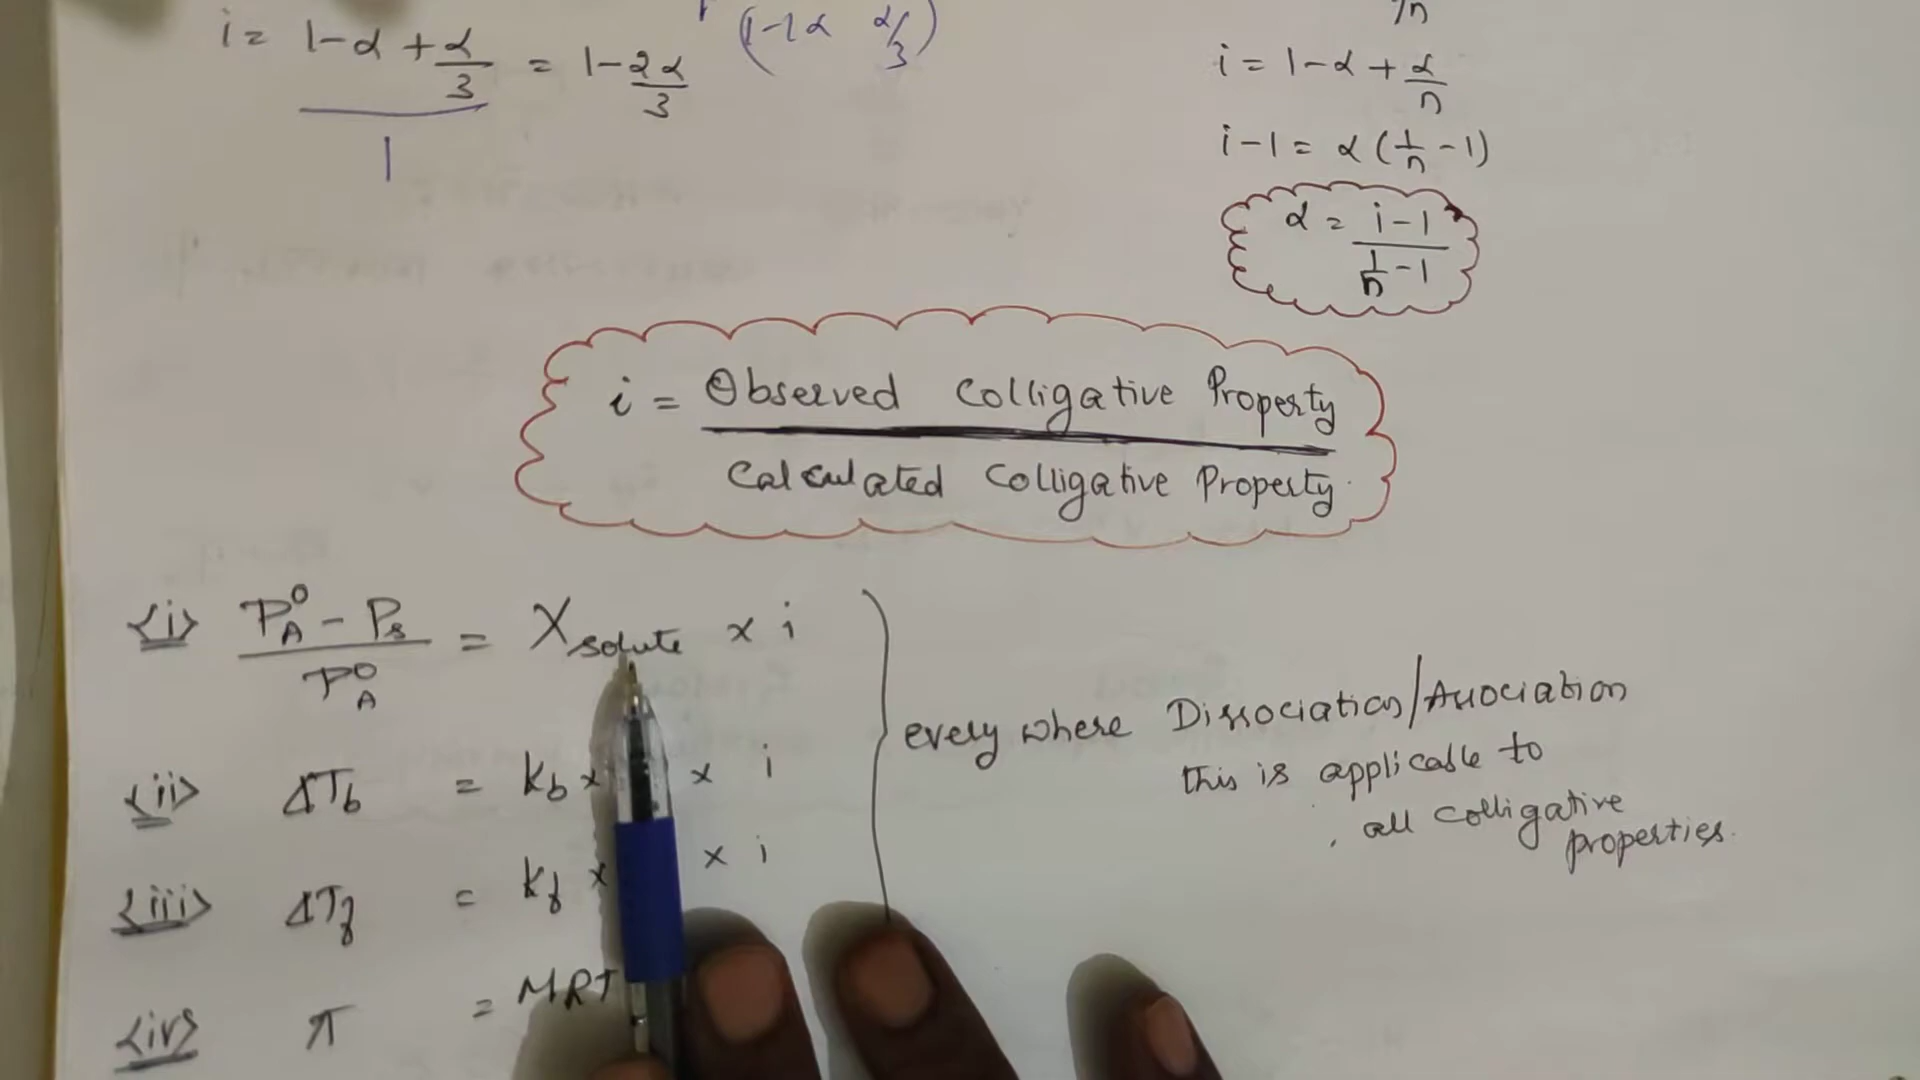 i = 1-α+α/3 / 1 = 1-2α/3
(1-1α α/3)
/n
i = 1-α+α/n
i-1 = α(1/n -1)
α = i-1 / 1/n -1
i = Observed Colligative Property
Calculated Colligative Property
<i> P°A - Ps / P°A = Xsolute x i
<ii> ΔTb = Kb x x i
<iii> ΔTf = Kf x x i
<iv> π = MRT
every where Dissociation/Association
this is applicable to
all colligative
properties.